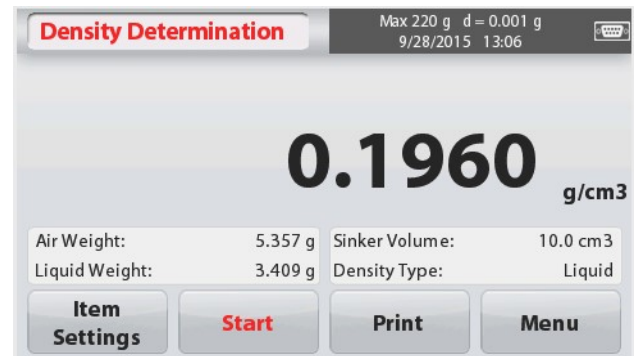 Density Determination
Max 220 g d = 0.001 g
9/28/2015 13:06
0.1960 g/cm3
Air Weight: 5.357 g Sinker Volume: 10.0 cm3
Liquid Weight: 3.409 g Density Type: Liquid
Item Settings
Start
Print
Menu